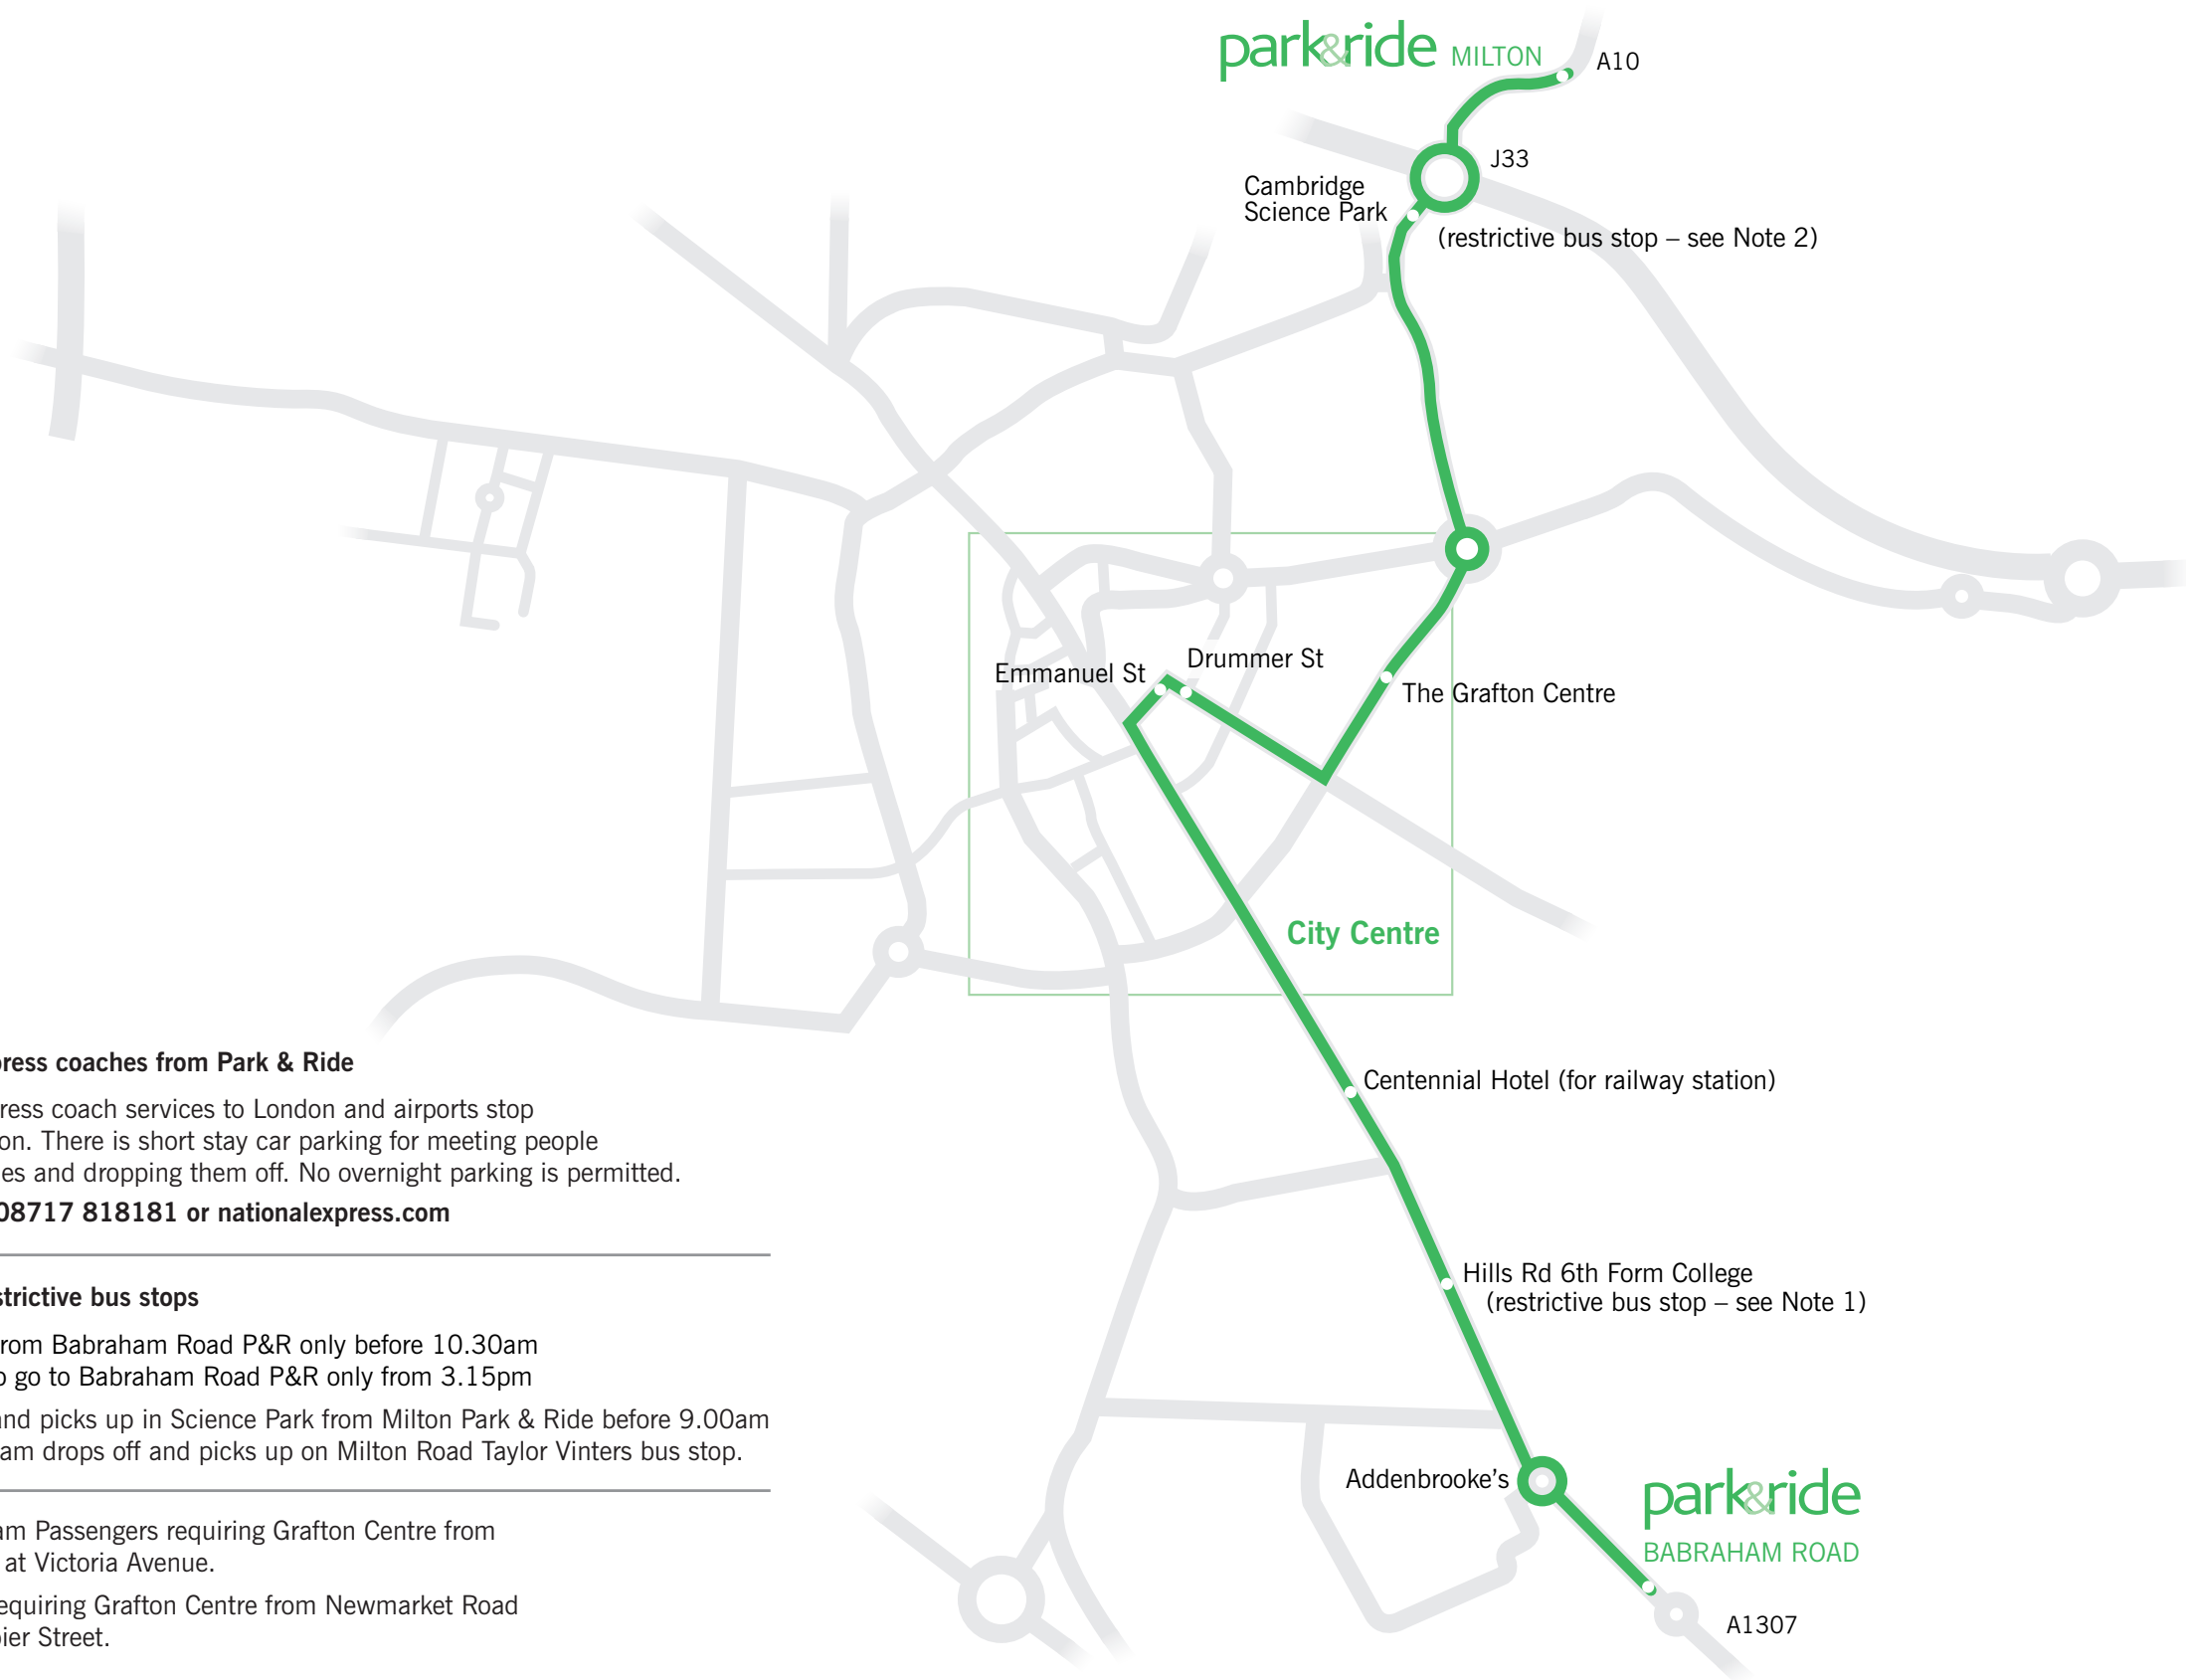 park&ride MILTON
A10
J33
Cambridge
Science Park
(restrictive bus stop – see Note 2)
Emmanuel St
Drummer St
The Grafton Centre
City Centre
Centennial Hotel (for railway station)
Hills Rd 6th Form College
(restrictive bus stop – see Note 1)
Addenbrooke's
park&ride
BABRAHAM ROAD
A1307
press coaches from Park & Ride
ress coach services to London and airports stop
on. There is short stay car parking for meeting people
es and dropping them off. No overnight parking is permitted.
08717 818181 or nationalexpress.com
strictive bus stops
from Babraham Road P&R only before 10.30am
o go to Babraham Road P&R only from 3.15pm
and picks up in Science Park from Milton Park & Ride before 9.00am
am drops off and picks up on Milton Road Taylor Vinters bus stop.
am Passengers requiring Grafton Centre from
at Victoria Avenue.
equiring Grafton Centre from Newmarket Road
pier Street.